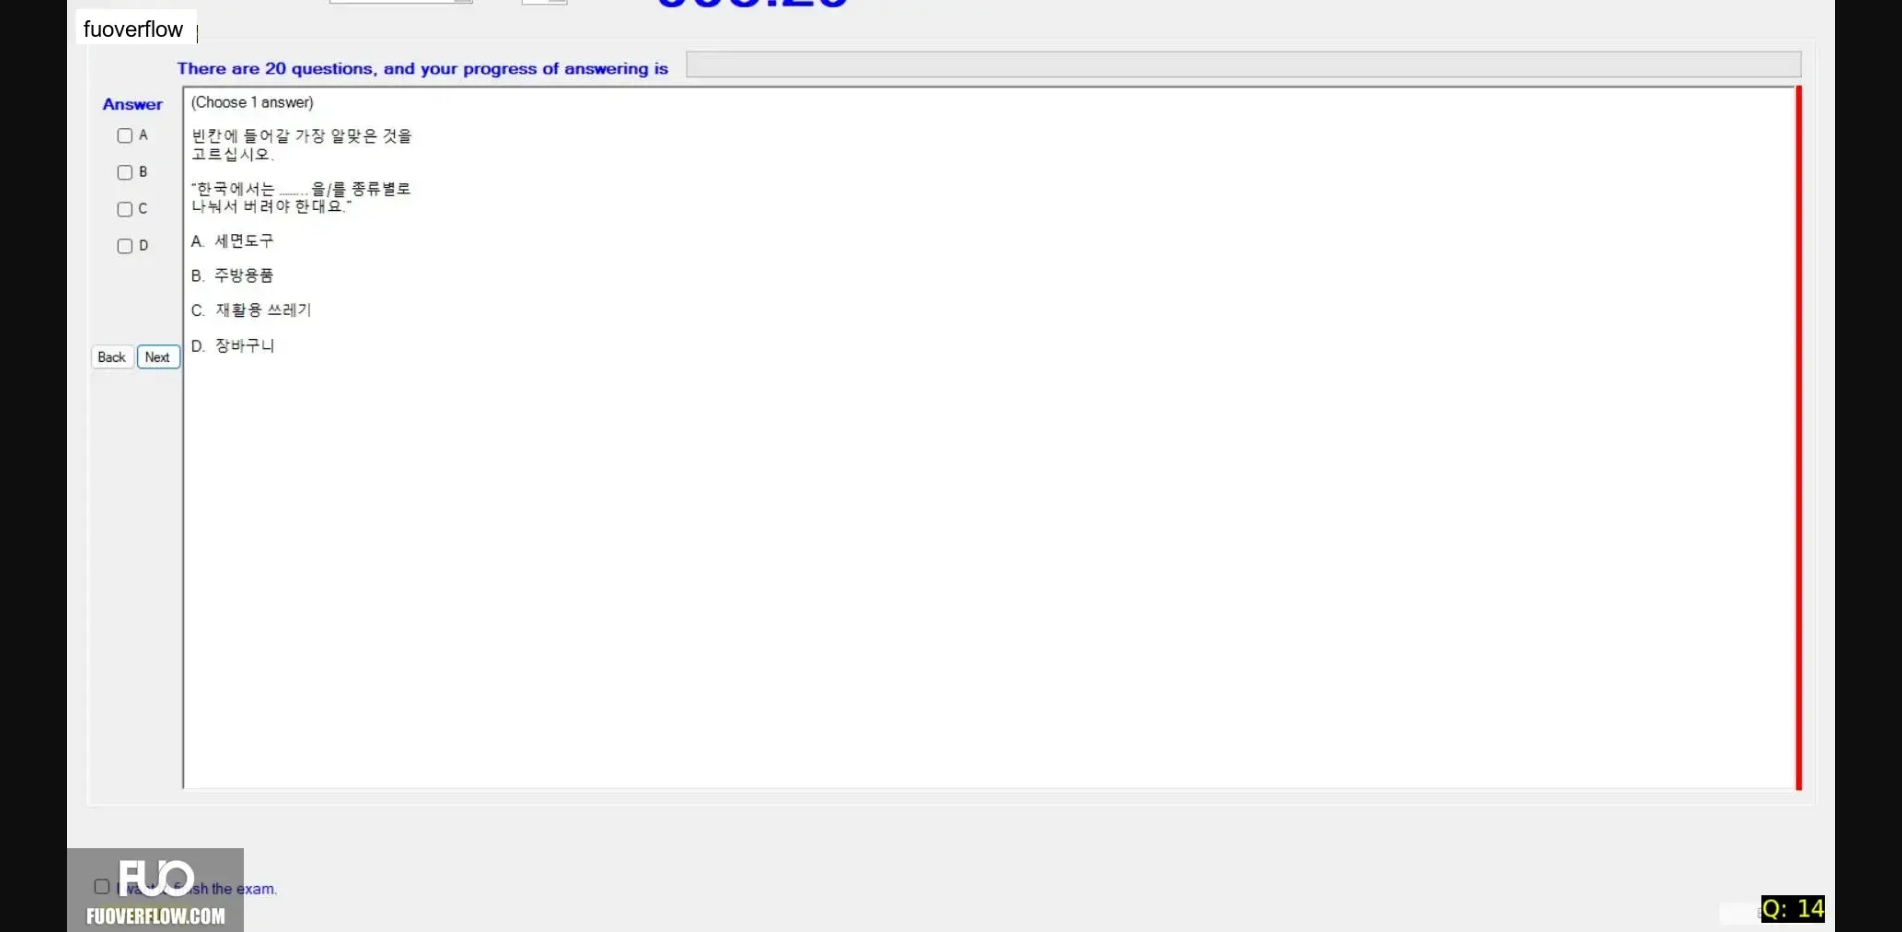 fuoverflow
There are 20 questions, and your progress of answering is
Answer
(Choose 1 answer)
A
B
C
D
빈칸에 들어갈 가장 알맞은 것을
고르십시오.
"한국에서는 ........ 을/를 종류별로
나눠서 버려야 한대요."
A. 세면도구
B. 주방용품
C. 재활용 쓰레기
D. 장바구니
Back Next
FUO
the exam.
FUOVERFLOW.COM
Q: 14